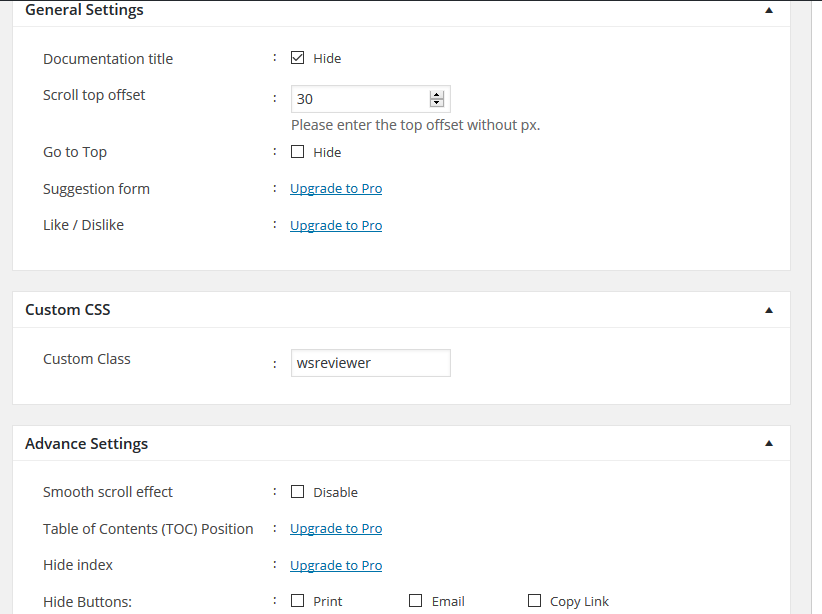 General Settings
Documentation title : Hide
Scroll top offset : 30
Please enter the top offset without px.
Go to Top : Hide
Suggestion form : Upgrade to Pro
Like / Dislike : Upgrade to Pro
Custom CSS
Custom Class : wsreviewer
Advance Settings
Smooth scroll effect : Disable
Table of Contents (TOC) Position : Upgrade to Pro
Hide index : Upgrade to Pro
Hide Buttons: : Print Email Copy Link